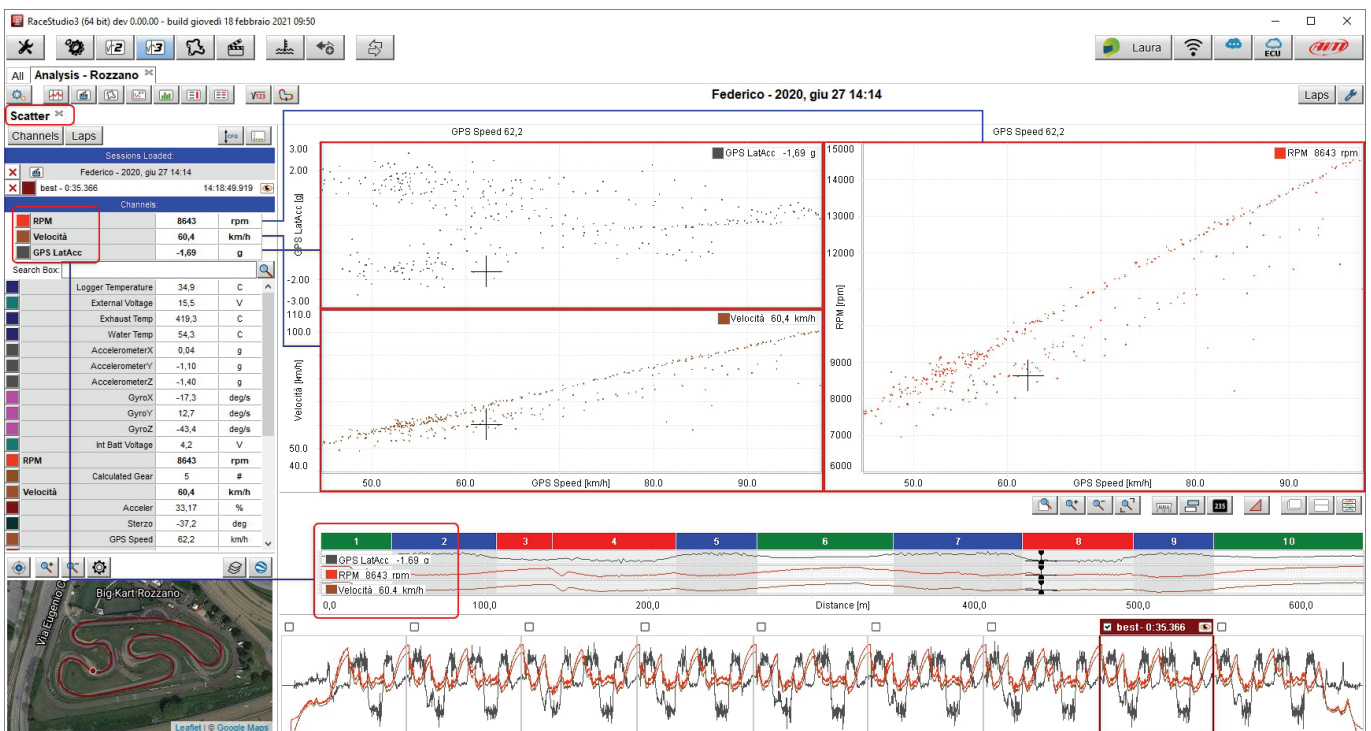 RaceStudio3 (64 bit) dev 0.00.00 - build giovedì 18 febbraio 2021 09:50
Laura
ECU
AiM
All
Analysis - Rozzano
Federico - 2020, giu 27 14:14
Laps
Scatter
Channels Laps
CFG
Sessions Loaded:
Federico - 2020, giu 27 14:14
best - 0:35.366 14:18:49.919
Channels:
RPM 8643 rpm
Velocità 60,4 km/h
GPS LatAcc -1,69 g
Search Box:
Logger Temperature 34,9 C
External Voltage 15,5 V
Exhaust Temp 419,3 C
Water Temp 54,3 C
AccelerometerX 0,04 g
AccelerometerY -1,10 g
AccelerometerZ -1,40 g
GyroX -17,3 deg/s
GyroY 12,7 deg/s
GyroZ -43,4 deg/s
Int Batt Voltage 4,2 V
RPM 8643 rpm
Calculated Gear 5 #
Velocità 60,4 km/h
Acceler 33,17 %
Sterzo -37,2 deg
GPS Speed 62,2 km/h
GPS Speed 62,2
GPS LatAcc -1,69 g
3.00
2.00
GPS LatAcc [g]
-2.00
-3.00
Velocità 60,4 km/h
110.0
100.0
Velocità [km/h]
50.0
40.0
50.0 60.0 GPS Speed [km/h] 80.0 90.0
GPS Speed 62,2
RPM 8643 rpm
15000
14000
13000
12000
RPM [rpm]
9000
8000
7000
6000
50.0 60.0 GPS Speed [km/h] 80.0 90.0
235
1 2 3 4 5 6 7 8 9 10
GPS LatAcc -1.69 g
RPM 8643 rpm
Velocità 60.4 km/h
0,0 100,0 200,0 Distance [m] 400,0 500,0 600,0
best - 0:35.366
Big Kart Rozzano
Via Eugenio C
Leaflet | © Google Maps